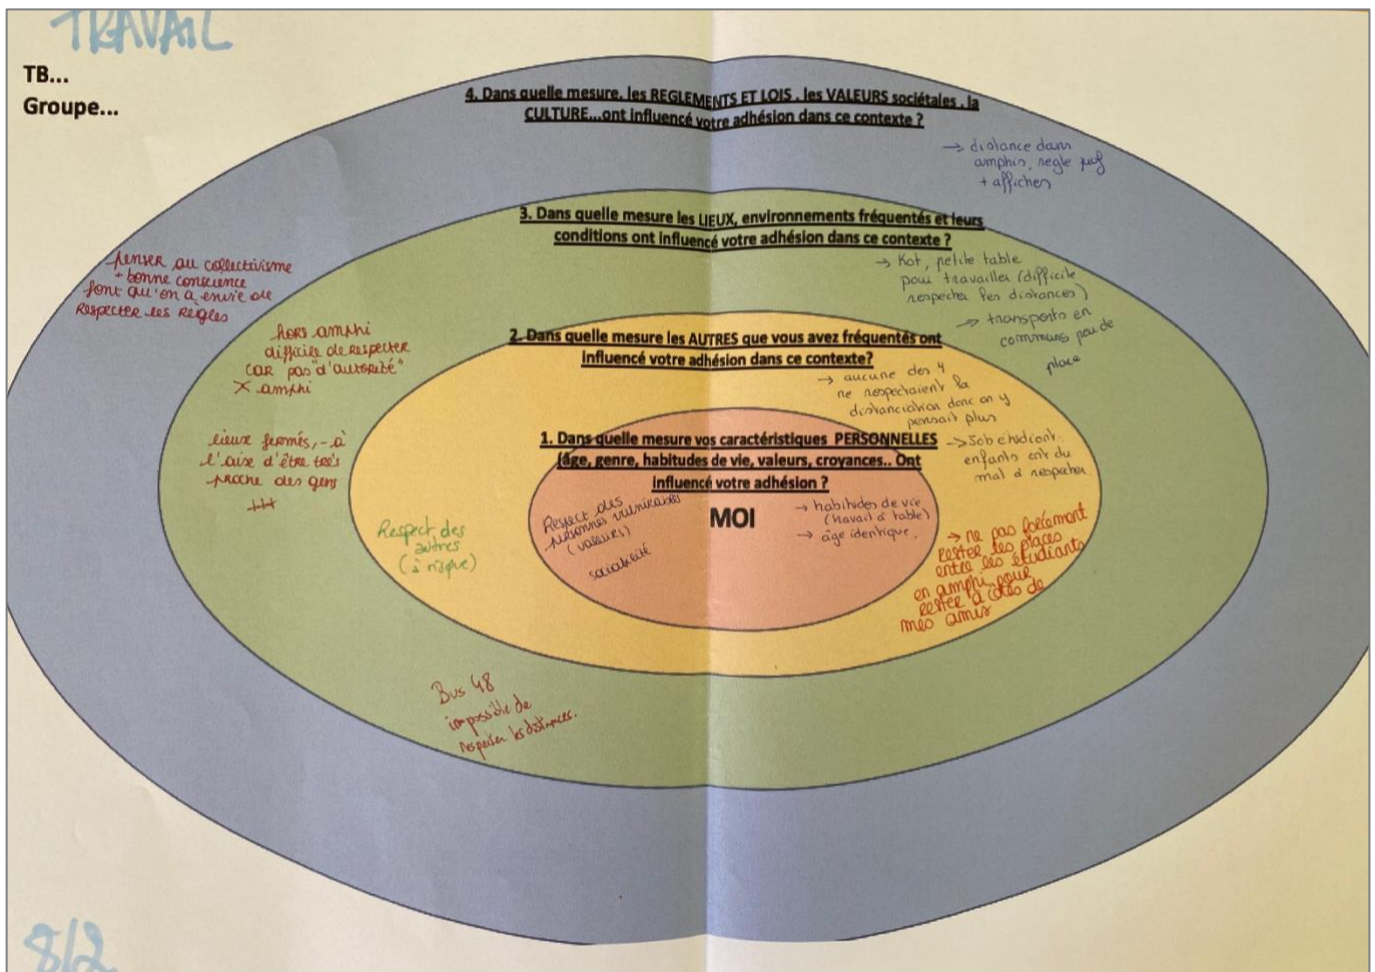 TRAVAIL
TB...
Groupe...
4. Dans quelle mesure, les REGLEMENTS ET LOIS , les VALEURS sociétales , la
CULTURE...ont influencé votre adhésion dans ce contexte ?
→ distance dans
amphis, regle prof
+ affiches
3. Dans quelle mesure les LIEUX, environnements fréquentés et leurs
conditions ont influencé votre adhésion dans ce contexte ?
→ Kot, petite table
pour travailler (difficile
respecter les distances)
→ transports en
commun peu de
place
penser au collectivisme
+ bonne conscience
font qu'on a envie de
Respecter les règles
hors amphi
difficile de respecter
car pas "d'autorité"
X amphi
2. Dans quelle mesure les AUTRES que vous avez fréquentés ont
influencé votre adhésion dans ce contexte?
→ aucune des 4
ne respectaient la
distanciation donc on y
pensait plus
→ Job étudiant.
enfants ont du
mal à respecter
lieux fermés, - à
l'aise d'être très
proche des gens
+++
1. Dans quelle mesure vos caractéristiques PERSONNELLES
(âge, genre, habitudes de vie, valeurs, croyances.. Ont
influencé votre adhésion ?
MOI
Respect des
personnes vulnérables
(valeurs)
sociabilité
→ habitudes de vie
(travail à table)
→ âge identique.
Respect des
autres
(à risque)
→ ne pas forcément
rester les places
entre les étudiants
en amphi pour
rester à côtés de
mes amis
Bus 48
impossible de
respecter les distances.
8/2